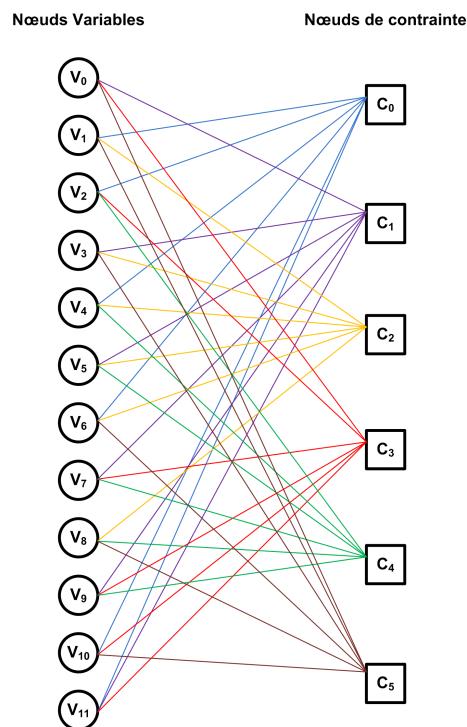 Nœuds Variables Nœuds de contrainte
V₀
C₀
V₁
V₂
C₁
V₃
V₄
C₂
V₅
V₆
C₃
V₇
V₈
C₄
V₉
V₁₀
C₅
V₁₁